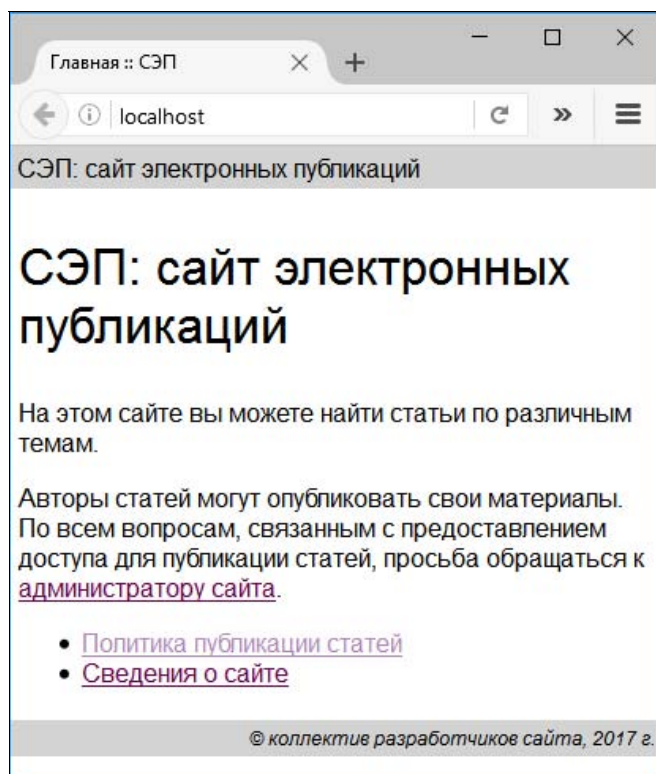 Главная :: СЭП
localhost
СЭП: сайт электронных публикаций
СЭП: сайт электронных
публикаций
На этом сайте вы можете найти статьи по различным
темам.
Авторы статей могут опубликовать свои материалы.
По всем вопросам, связанным с предоставлением
доступа для публикации статей, просьба обращаться к
администратору сайта.
• Политика публикации статей
• Сведения о сайте
© коллектив разработчиков сайта, 2017 г.